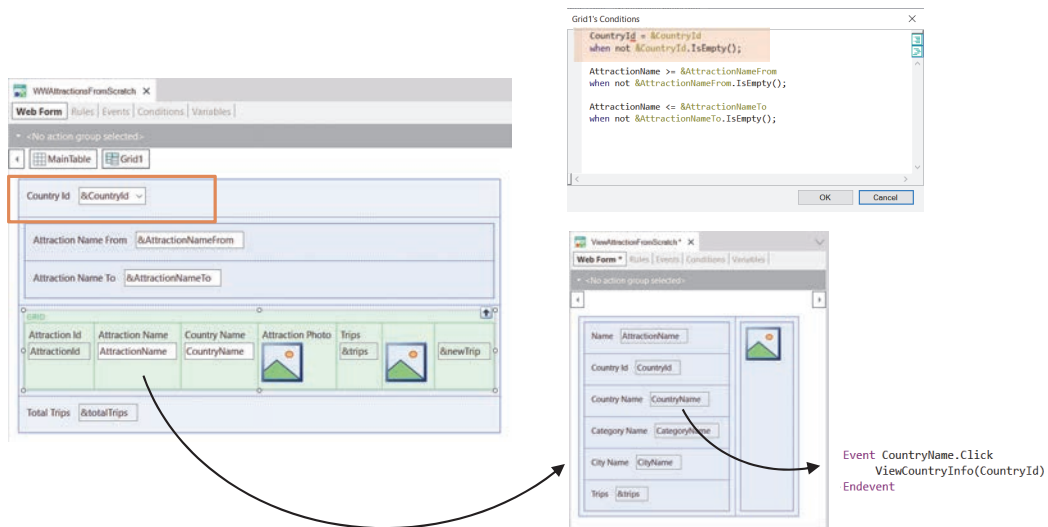 Grid1's Conditions
CountryId = &CountryId
when not &CountryId.IsEmpty();
AttractionName >= &AttractionNameFrom
when not &AttractionNameFrom.IsEmpty();
AttractionName <= &AttractionNameTo
when not &AttractionNameTo.IsEmpty();
OK Cancel
WWAttractionsFromScratch
Web Form Rules Events Conditions Variables
<No action group selected>
MainTable Grid1
Country Id &CountryId
Attraction Name From &AttractionNameFrom
Attraction Name To &AttractionNameTo
GRID
Attraction Id Attraction Name Country Name Attraction Photo Trips
AttractionId AttractionName CountryName &trips &newTrip
Total Trips &totalTrips
ViewAttractionFromScratch*
Web Form * Rules Events Conditions Variables
<No action group selected>
Name AttractionName
Country Id CountryId
Country Name CountryName
Category Name CategoryName
City Name CityName
Trips &trips
Event CountryName.Click
ViewCountryInfo(CountryId)
Endevent